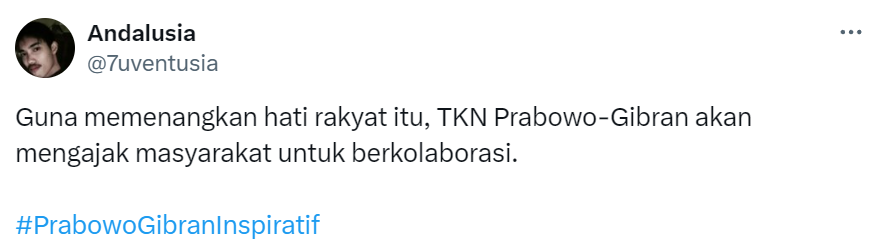 Andalusia
@7uventusia
Guna memenangkan hati rakyat itu, TKN Prabowo-Gibran akan
mengajak masyarakat untuk berkolaborasi.
#PrabowoGibranInspiratif